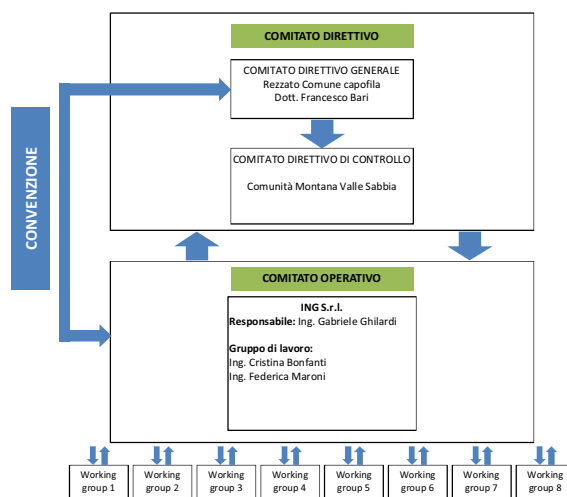 COMITATO DIRETTIVO
COMITATO DIRETTIVO GENERALE
Rezzato Comune capofila
Dott. Francesco Bari
CONVENZIONE
COMITATO DIRETTIVO DI CONTROLLO
Comunità Montana Valle Sabbia
COMITATO OPERATIVO
ING S.r.l.
Responsabile: Ing. Gabriele Ghilardi
Gruppo di lavoro:
Ing. Cristina Bonfanti
Ing. Federica Maroni
Working
group 1
Working
group 2
Working
group 3
Working
group 4
Working
group 5
Working
group 6
Working
group 7
Working
group 8